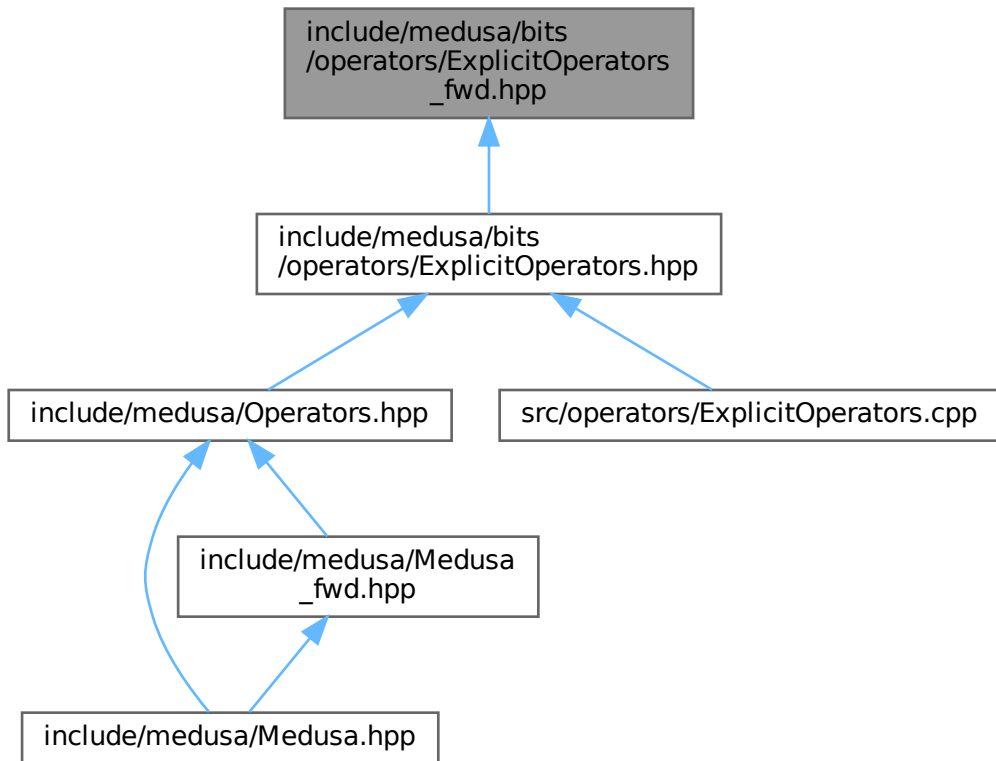 include/medusa/bits
/operators/ExplicitOperators
_fwd.hpp
include/medusa/bits
/operators/ExplicitOperators.hpp
include/medusa/Operators.hpp
src/operators/ExplicitOperators.cpp
include/medusa/Medusa
_fwd.hpp
include/medusa/Medusa.hpp